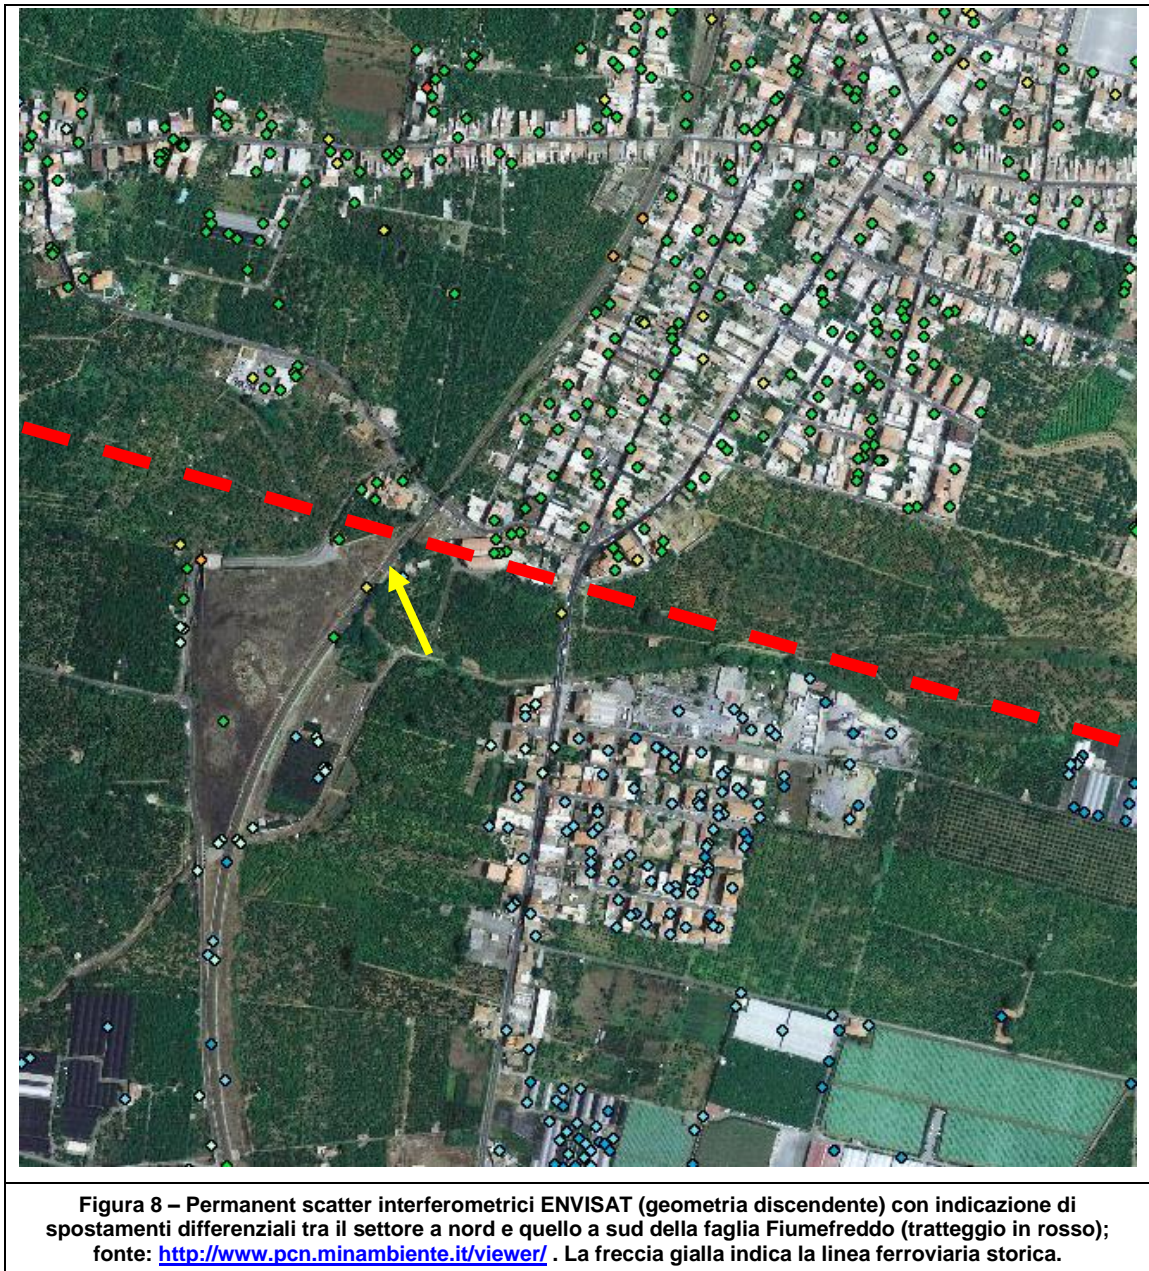 Figura 8 – Permanent scatter interferometrici ENVISAT (geometria discendente) con indicazione di
spostamenti differenziali tra il settore a nord e quello a sud della faglia Fiumefreddo (tratteggio in rosso);
fonte: http://www.pcn.minambiente.it/viewer/ . La freccia gialla indica la linea ferroviaria storica.